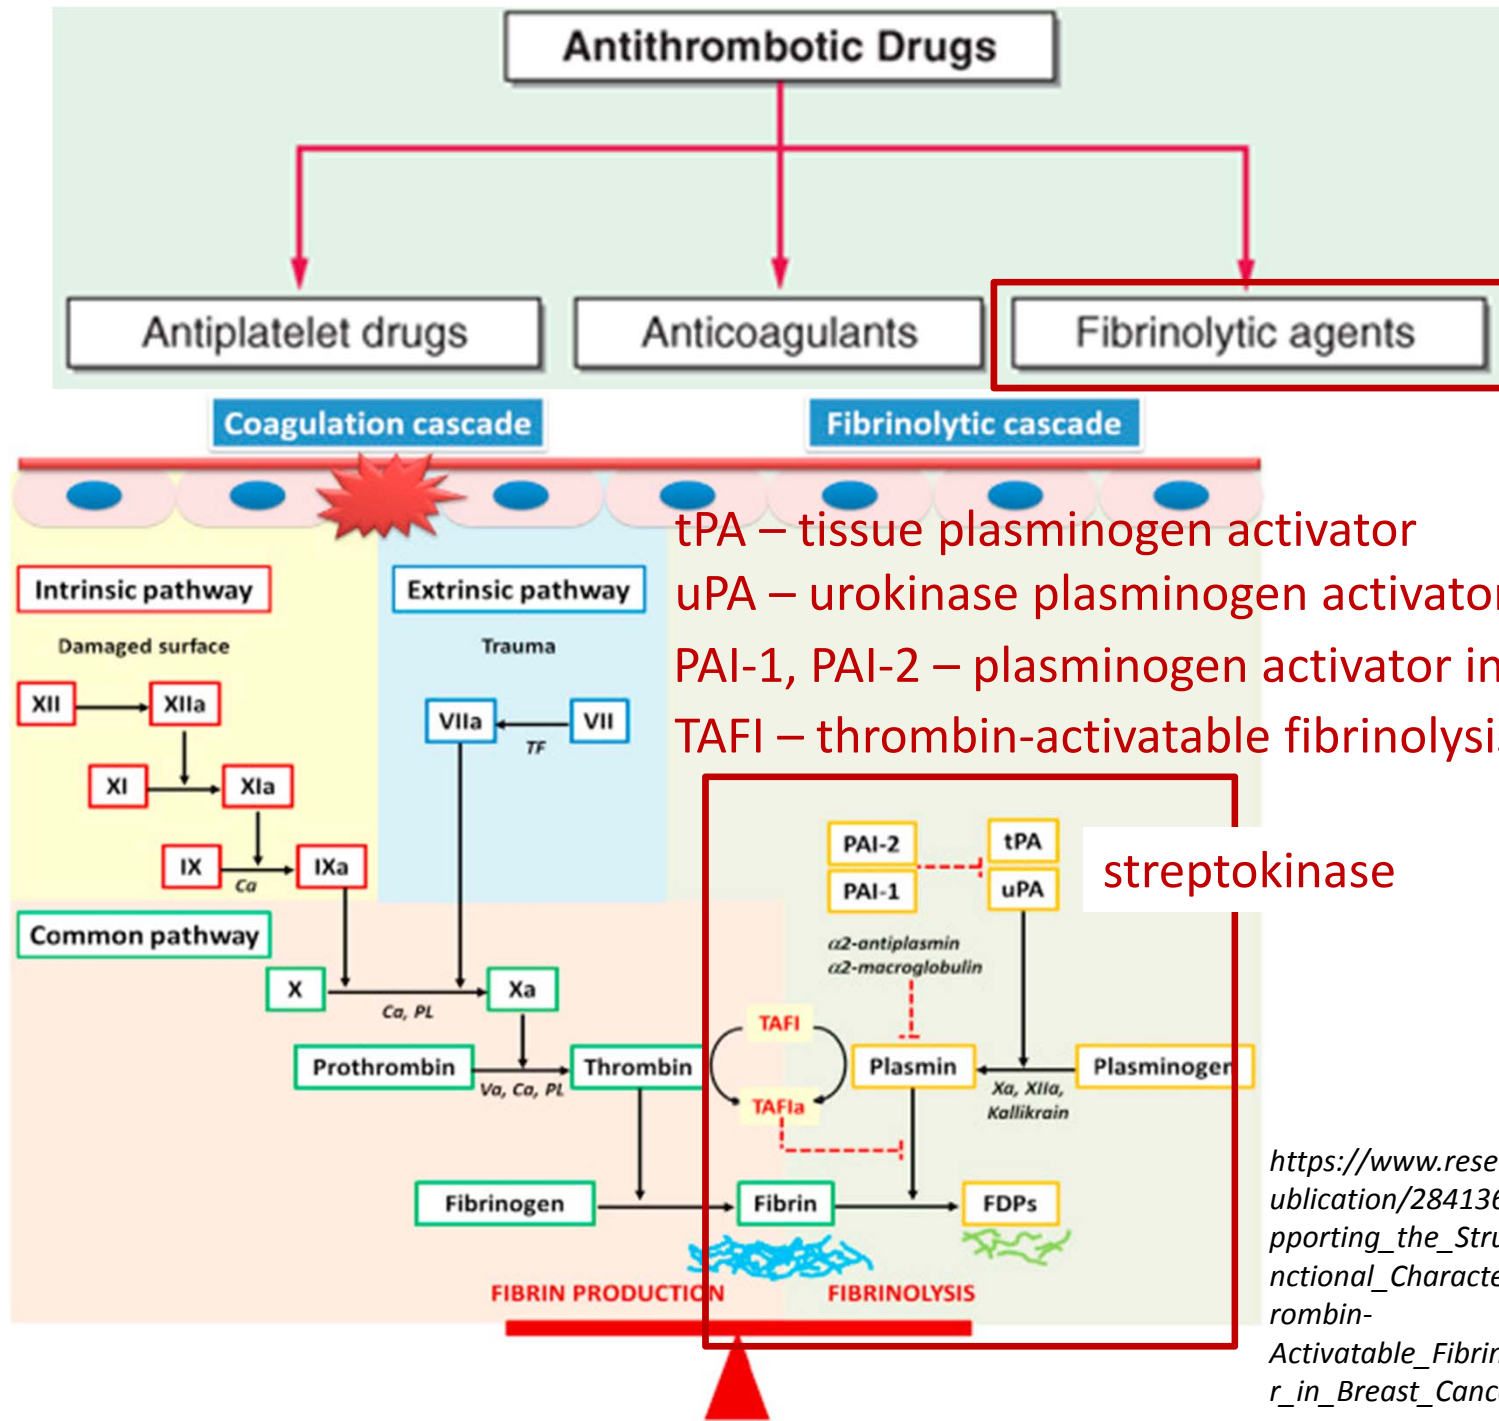 Antithrombotic Drugs
Antiplatelet drugs
Anticoagulants
Fibrinolytic agents
Coagulation cascade
Fibrinolytic cascade
tPA – tissue plasminogen activator
uPA – urokinase plasminogen activator
PAI-1, PAI-2 – plasminogen activator in
TAFI – thrombin-activatable fibrinolysi
Intrinsic pathway
Extrinsic pathway
Damaged surface
Trauma
XII
XIIa
VIIa
VII
TF
XI
XIa
IX
IXa
Ca
PAI-2
PAI-1
tPA
uPA
streptokinase
Common pathway
α2-antiplasmin
α2-macroglobulin
X
Xa
Ca, PL
TAFI
Prothrombin
Thrombin
Va, Ca, PL
Plasmin
Plasminogen
Xa, XIIa,
Kallikrain
TAFIa
Fibrinogen
Fibrin
FDPs
FIBRIN PRODUCTION
FIBRINOLYSIS
https://www.rese
ublication/284136
pporting_the_Stru
nctional_Characte
rombin-
Activatable_Fibrin
r_in_Breast_Canc